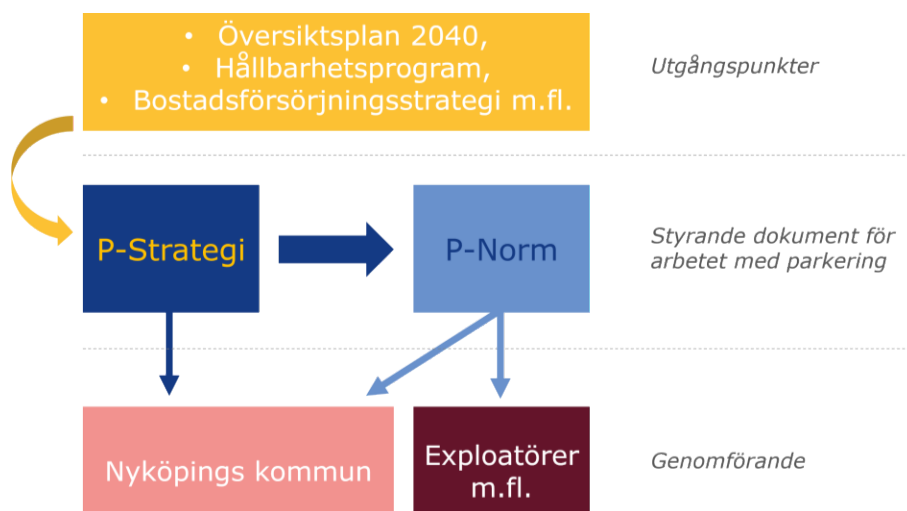 • Översiktsplan 2040,
• Hållbarhetsprogram,
• Bostadsförsörjningsstrategi m.fl.
Utgångspunkter
P-Strategi
P-Norm
Styrande dokument för
arbetet med parkering
Nyköpings kommun
Exploatörer
m.fl.
Genomförande